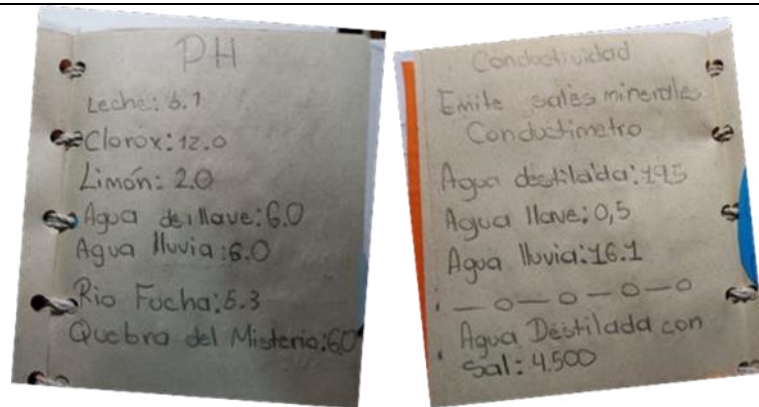 PH
Leche: 6.1
Clorox: 12.0
Limón: 2.0
Agua de llave: 6.0
Agua lluvia: 6.0
Rio Fucha: 5.3
Quebra del Misterio: 6.0
Conductividad
Emite sales minerales
Conductimetro
Agua destilada: 19.5
Agua llave: 0,5
Agua lluvia: 16.1
Agua Destilada con
Sal: 4.500